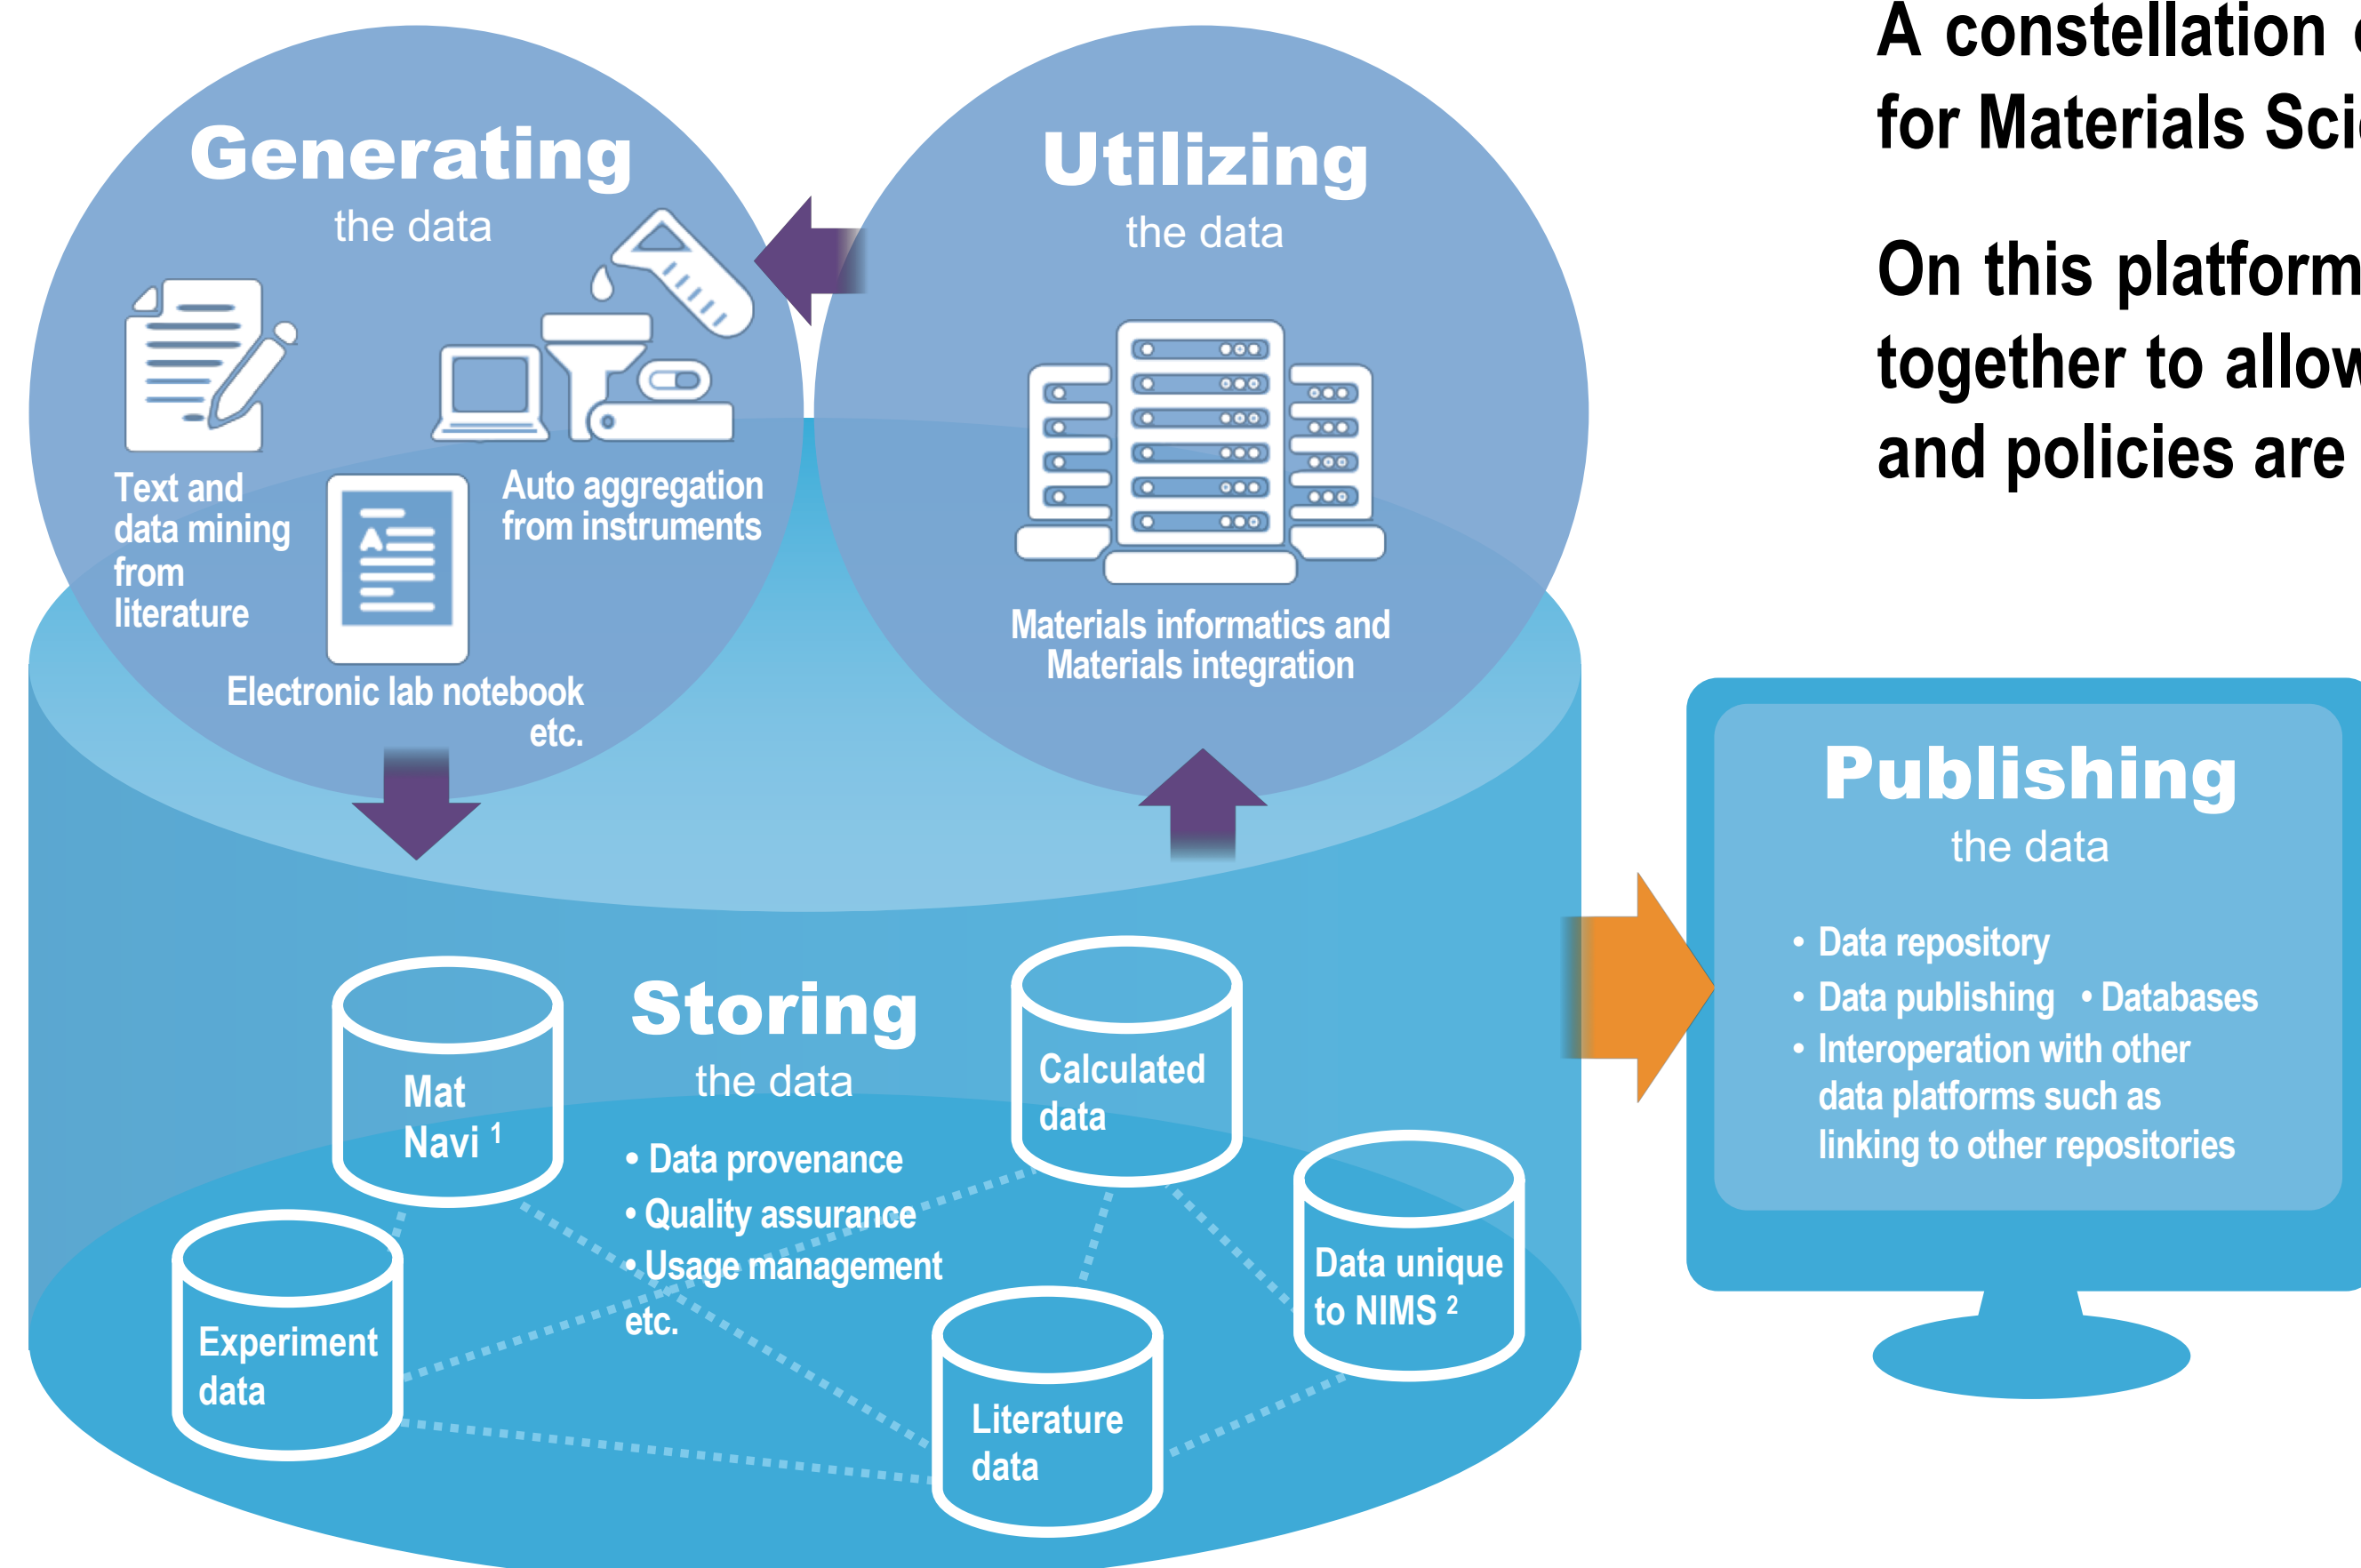 A constellation
for Materials
On this platform
together to allow
and policies are
Generating
the data
Text and
data mining
from
literature
Auto aggregation
from instruments
Electronic lab notebook
etc.
Utilizing
the data
Materials informatics and
Materials integration
Storing
the data
• Data provenance
• Quality assurance
• Usage management
etc.
Mat
Navi 1
Calculated
data
Experiment
data
Literature
data
Data unique
to NIMS 2
Publishing
the data
• Data repository
• Data publishing • Databases
• Interoperation with other
data platforms such as
linking to other repositories